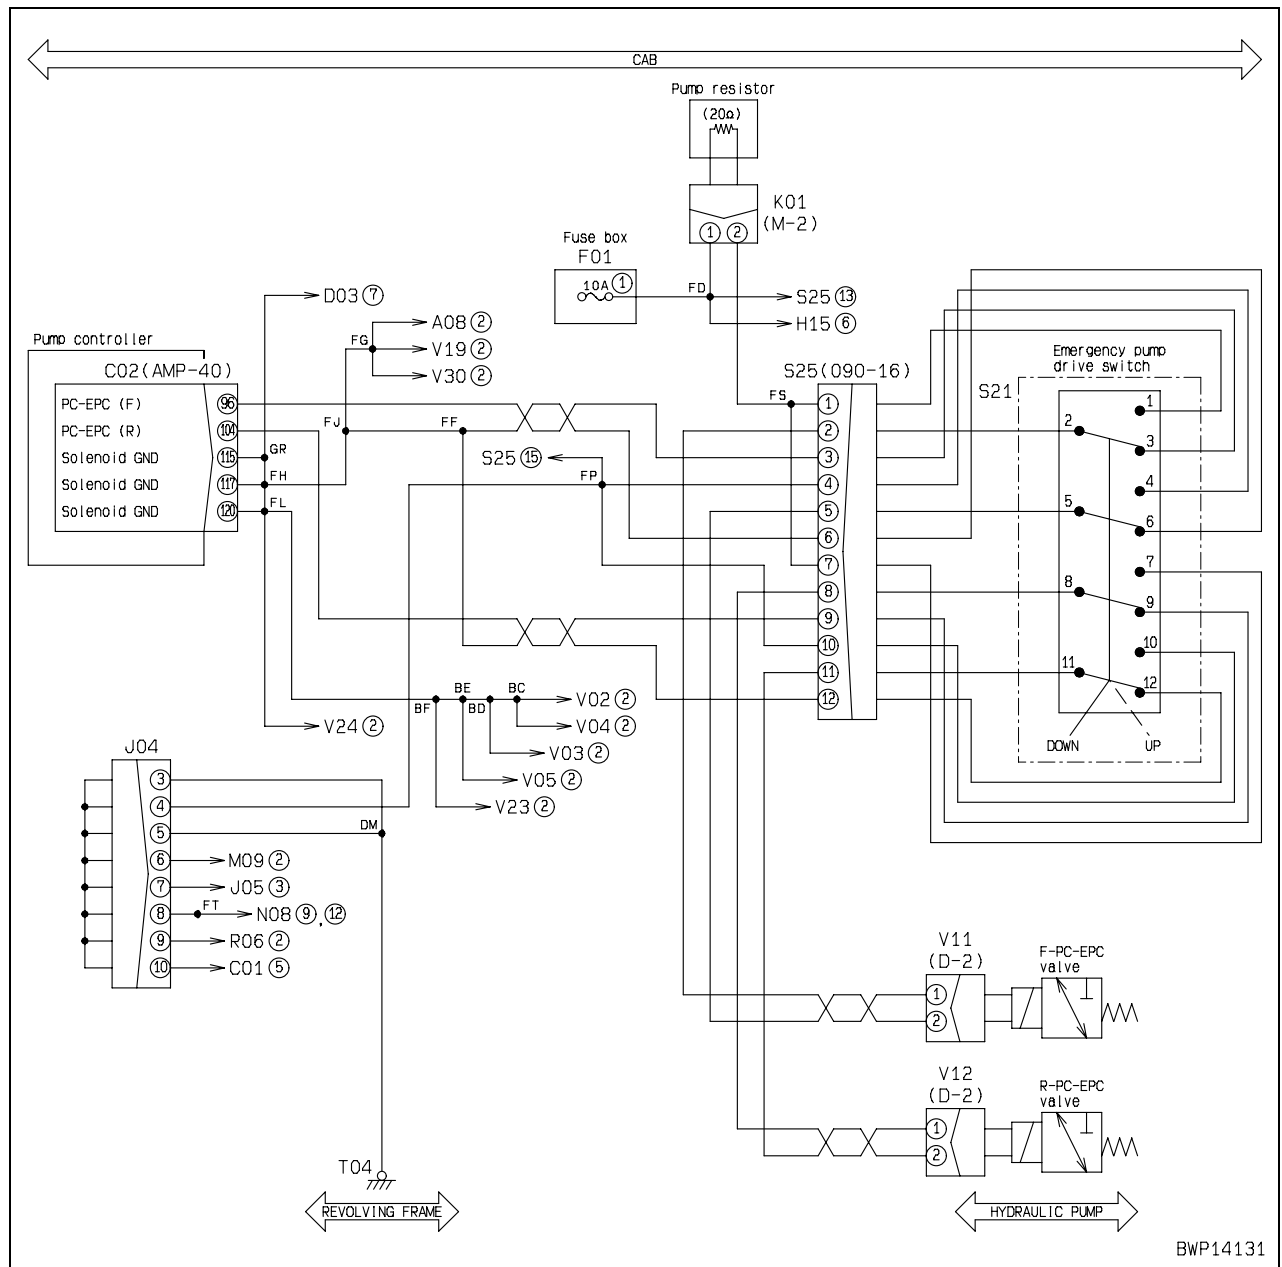 CAB
Pump resistor
(20Ω)
K01
(M-2)
1 2
Fuse box
F01
10A 1
FD
S25 13
H15 6
D03 7
A08 2
FG
V19 2
V30 2
Pump controller
C02(AMP-40)
PC-EPC (F) 96
PC-EPC (R) 104
Solenoid GND 115
Solenoid GND 117
Solenoid GND 120
GR
FH
FL
FJ
FF
S25 15
FP
FS
S25(090-16)
1
2
3
4
5
6
7
8
9
10
11
12
Emergency pump
drive switch
S21
1
2
3
4
5
6
7
8
9
10
11
12
DOWN
UP
BF
BE
BD
BC
V02 2
V04 2
V03 2
V05 2
V23 2
V24 2
J04
3
4
5
DM
6 M09 2
7 J05 3
8 FT N08 9 , 12
9 R06 2
10 C01 5
V11
(D-2)
1
2
F-PC-EPC
valve
V12
(D-2)
1
2
R-PC-EPC
valve
T04
REVOLVING FRAME
HYDRAULIC PUMP
BWP14131